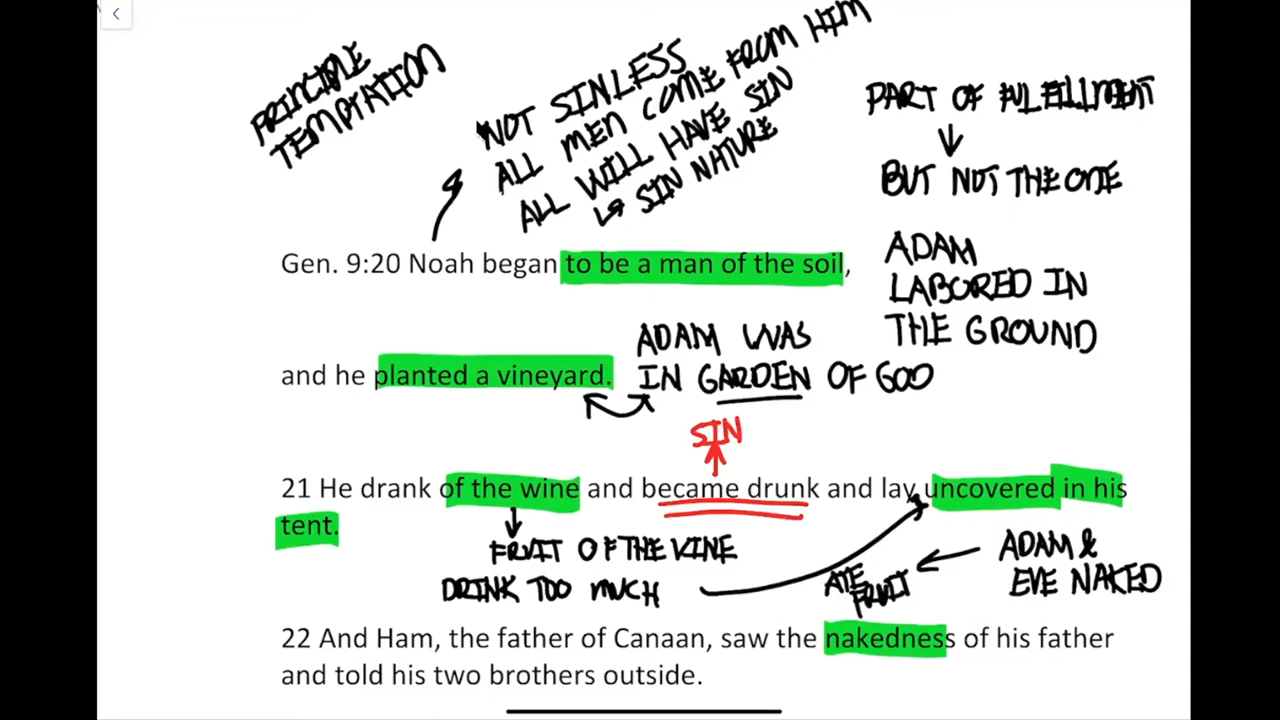 PRINCIPLE
TEMPTATION
NOT SINLESS
ALL MEN COME FROM HIM
ALL WILL HAVE SIN
↳ SIN NATURE
PART OF FULFILLMENT
BUT NOT THE ONE
Gen. 9:20 Noah began to be a man of the soil,
ADAM
LABORED IN
THE GROUND
and he planted a vineyard.
ADAM WAS
IN GARDEN OF GOD
SIN
21 He drank of the wine and became drunk and lay uncovered in his
tent.
FRUIT OF THE VINE
DRINK TOO MUCH
ATE
FRUIT
ADAM &
EVE NAKED
22 And Ham, the father of Canaan, saw the nakedness of his father
and told his two brothers outside.